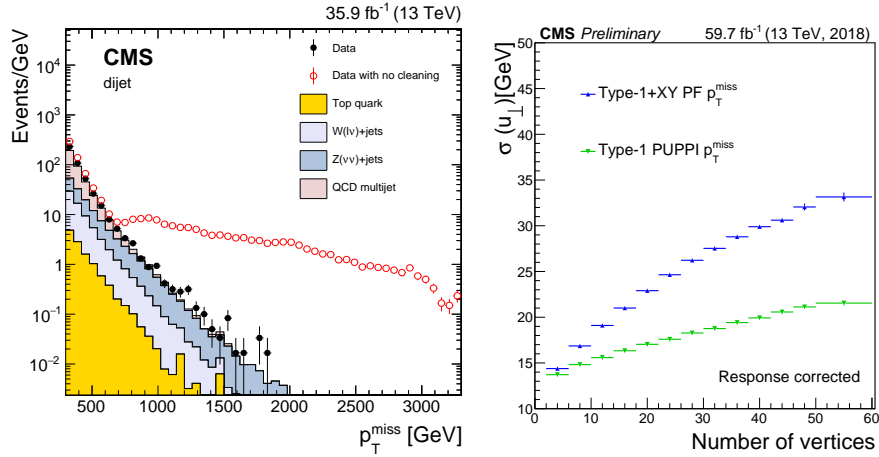 35.9 fb⁻¹ (13 TeV)
CMS
dijet
Data
Data with no cleaning
Top quark
W(lν)+jets
Z(νν)+jets
QCD multijet
Events/GeV
10⁴
10³
10²
10
1
10⁻¹
10⁻²
500 1000 1500 2000 2500 3000
p_T^miss [GeV]
CMS Preliminary 59.7 fb⁻¹ (13 TeV, 2018)
Type-1+XY PF p_T^miss
Type-1 PUPPI p_T^miss
σ (u_⊥)[GeV]
50
45
40
35
30
25
20
15
10
Response corrected
0 10 20 30 40 50 60
Number of vertices